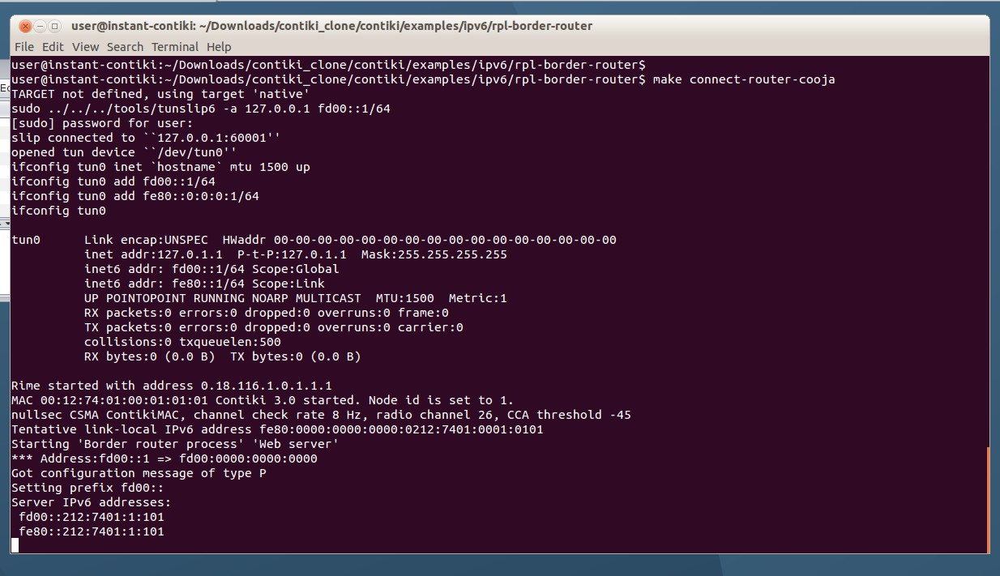 user@instant-contiki: ~/Downloads/contiki_clone/contiki/examples/ipv6/rpl-border-router
File Edit View Search Terminal Help
user@instant-contiki:~/Downloads/contiki_clone/contiki/examples/ipv6/rpl-border-router$
user@instant-contiki:~/Downloads/contiki_clone/contiki/examples/ipv6/rpl-border-router$ make connect-router-cooja
TARGET not defined, using target 'native'
sudo ../../../tools/tunslip6 -a 127.0.0.1 fd00::1/64
[sudo] password for user:
slip connected to ``127.0.0.1:60001''
opened tun device ``/dev/tun0''
ifconfig tun0 inet `hostname` mtu 1500 up
ifconfig tun0 add fd00::1/64
ifconfig tun0 add fe80::0:0:0:1/64
ifconfig tun0
tun0      Link encap:UNSPEC  HWaddr 00-00-00-00-00-00-00-00-00-00-00-00-00-00-00-00
          inet addr:127.0.1.1  P-t-P:127.0.1.1  Mask:255.255.255.255
          inet6 addr: fd00::1/64 Scope:Global
          inet6 addr: fe80::1/64 Scope:Link
          UP POINTOPOINT RUNNING NOARP MULTICAST  MTU:1500  Metric:1
          RX packets:0 errors:0 dropped:0 overruns:0 frame:0
          TX packets:0 errors:0 dropped:0 overruns:0 carrier:0
          collisions:0 txqueuelen:500
          RX bytes:0 (0.0 B)  TX bytes:0 (0.0 B)
Rime started with address 0.18.116.1.0.1.1.1
MAC 00:12:74:01:00:01:01:01 Contiki 3.0 started. Node id is set to 1.
nullsec CSMA ContikiMAC, channel check rate 8 Hz, radio channel 26, CCA threshold -45
Tentative link-local IPv6 address fe80:0000:0000:0000:0212:7401:0001:0101
Starting 'Border router process' 'Web server'
*** Address:fd00::1 => fd00:0000:0000:0000
Got configuration message of type P
Setting prefix fd00::
Server IPv6 addresses:
 fd00::212:7401:1:101
 fe80::212:7401:1:101